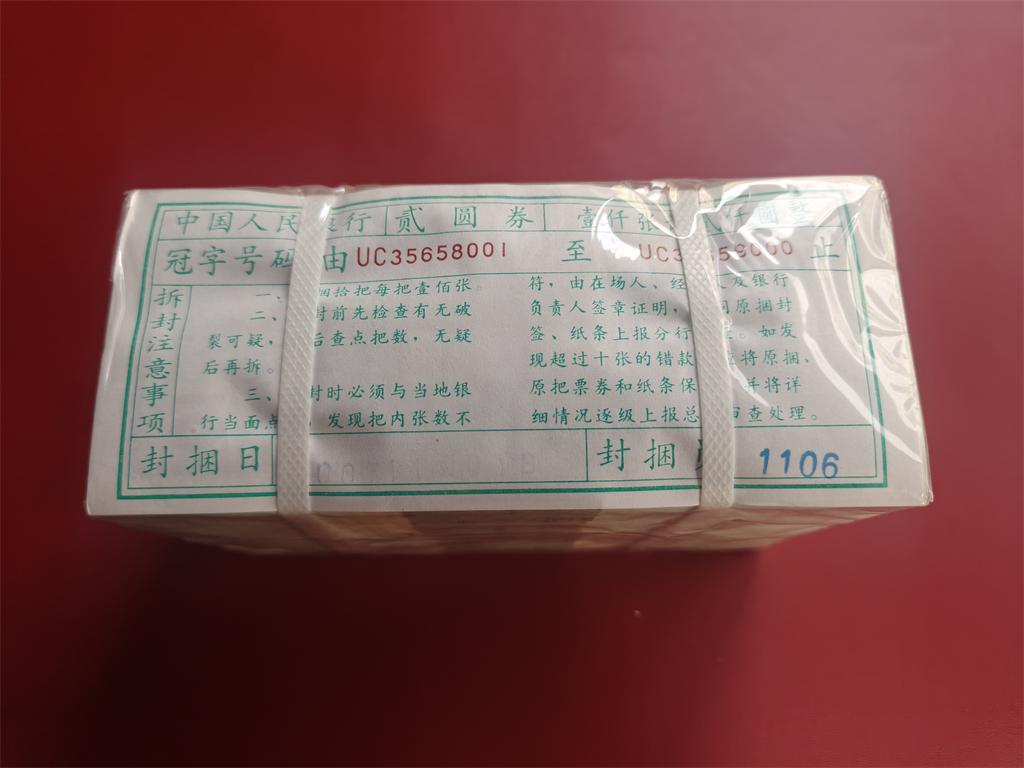 中国人民银行 贰圆券 壹仟张 仟圆整
冠字号码 由 UC35658001 至 UC3 658000 止
拆封注意事项
一、 捆拾把每把壹佰张。
二、 封前先检查有无破
裂可疑， 后查点把数，无疑
后再拆。
三、 封时必须与当地银
行当面点 ，发现把内张数不
符，由在场人、经 人及银行
负责人签章证明， 同原捆封
签、纸条上报分行 。如发
现超过十张的错款 将原捆、
原把票券和纸条保 并将详
细情况逐级上报总 审查处理。
封捆日
封捆员 1106